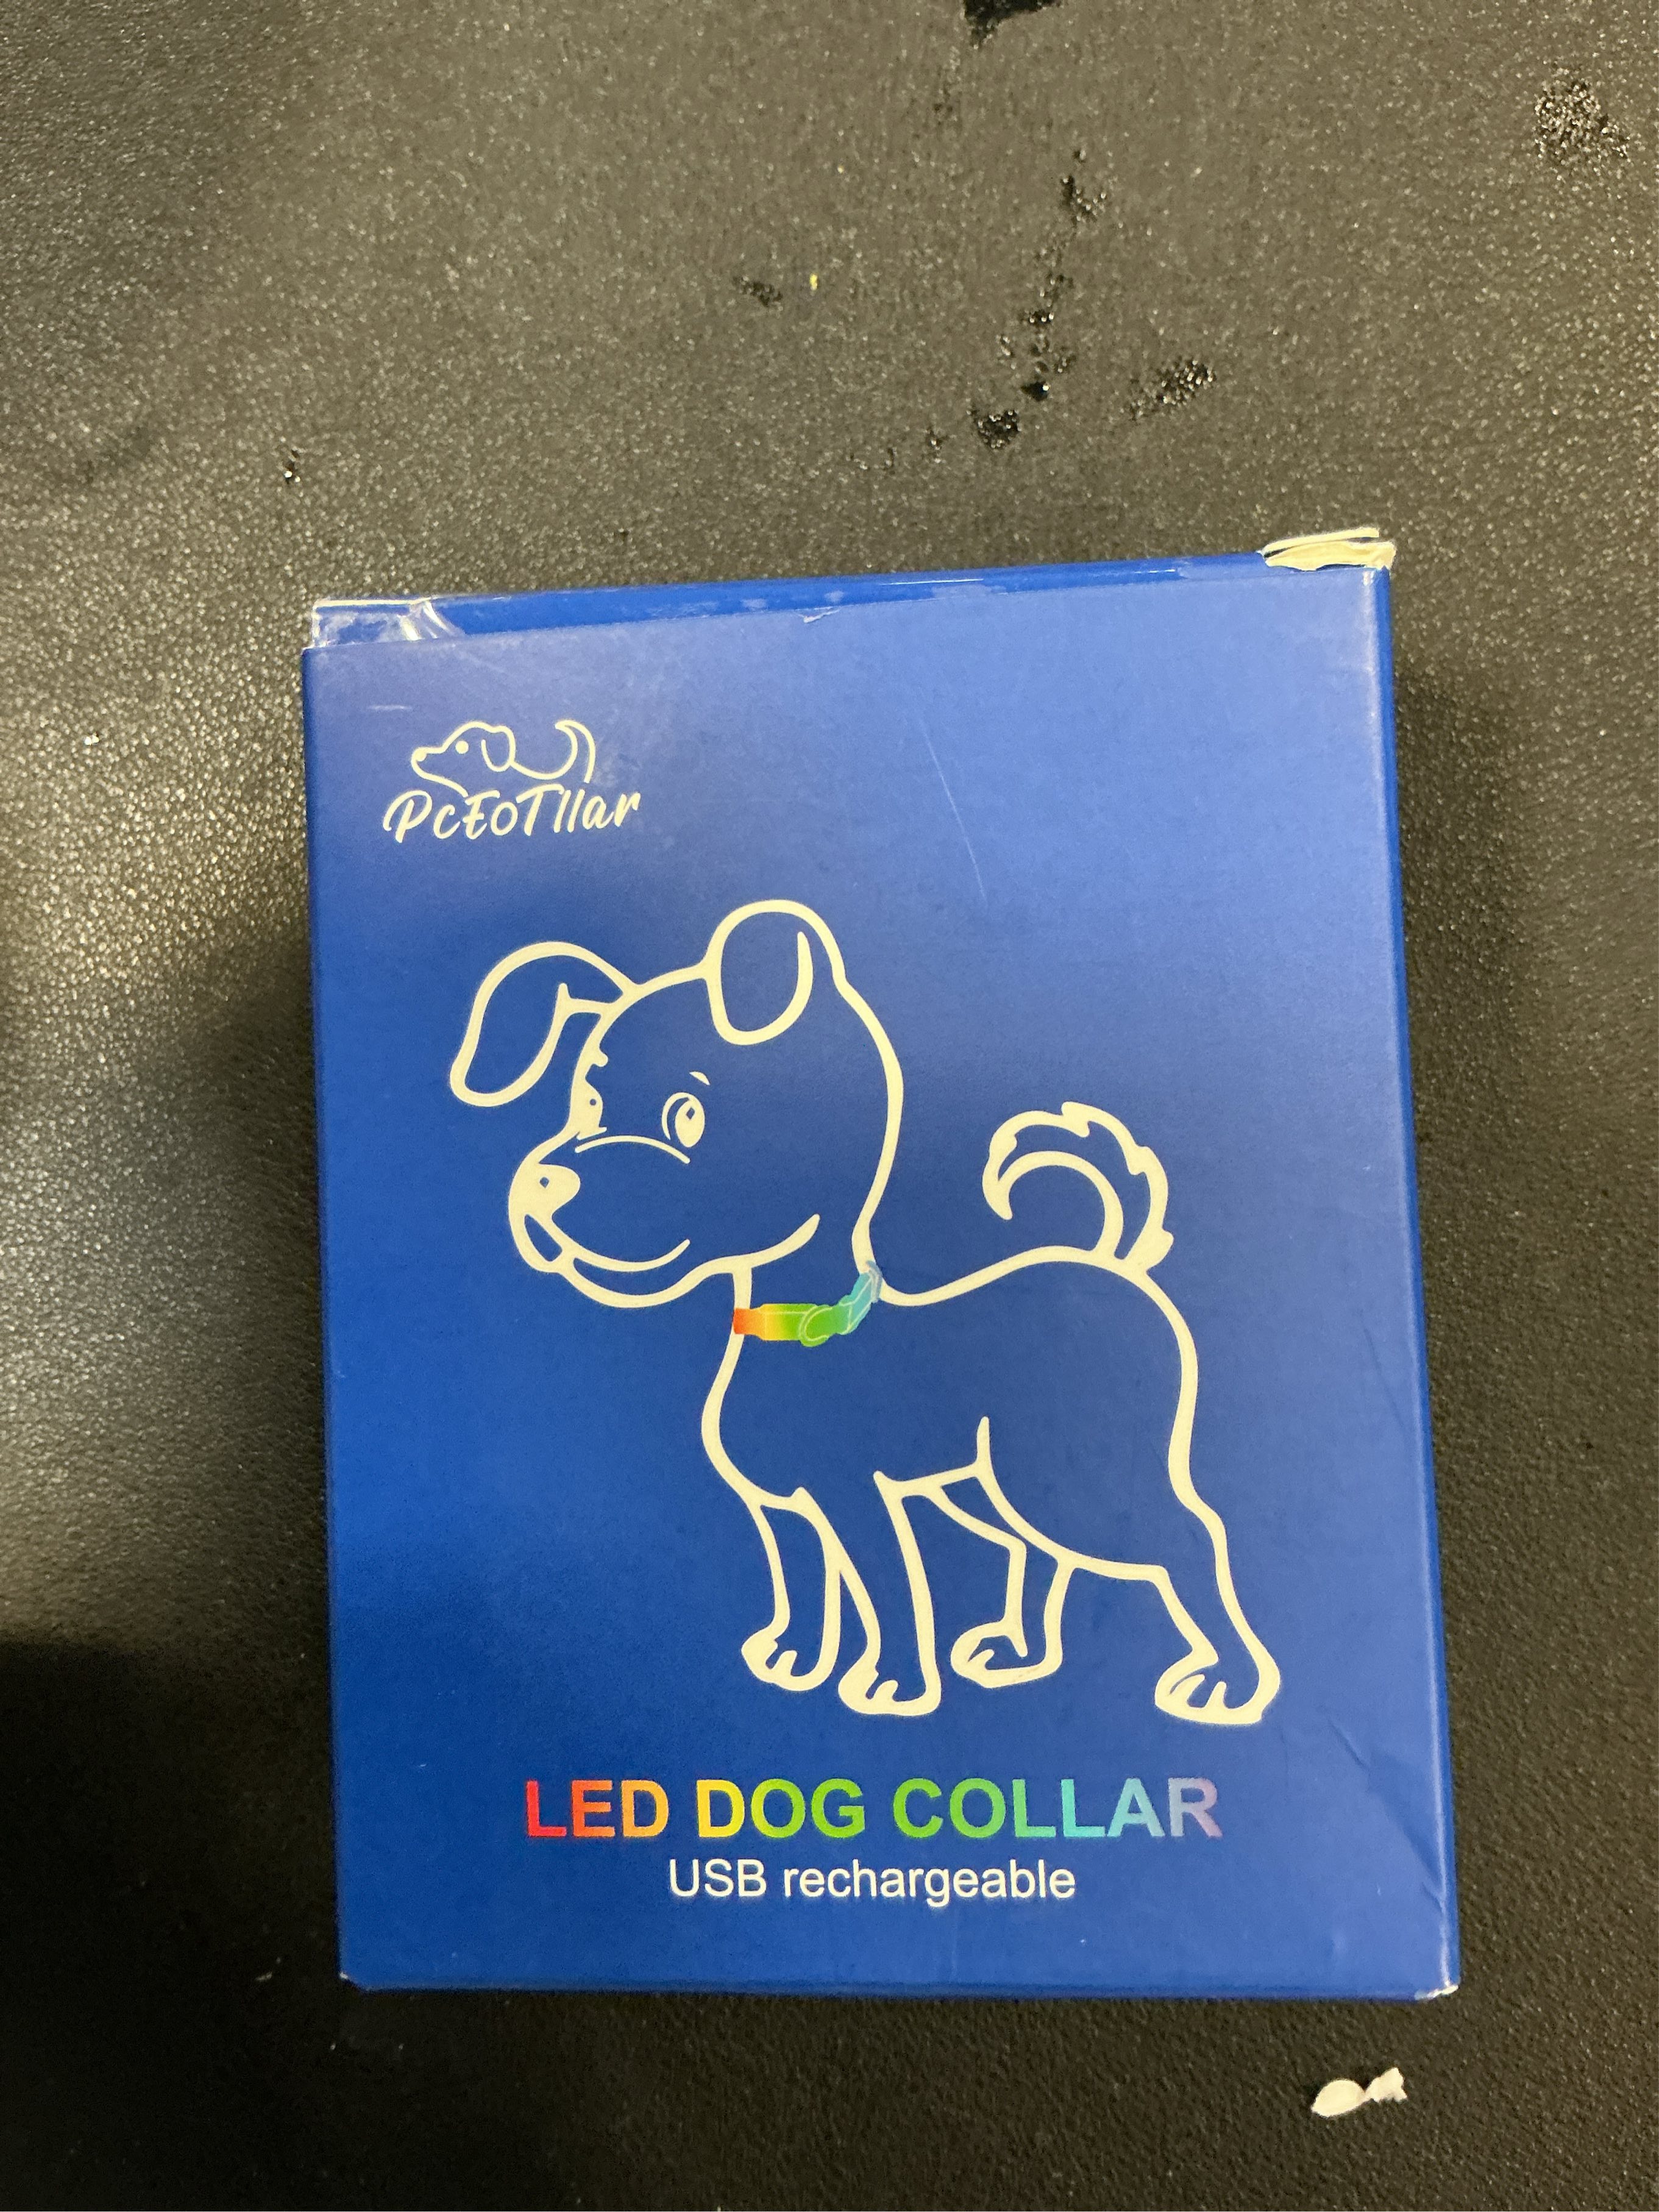 PcEoTllar
LED DOG COLLAR
USB rechargeable